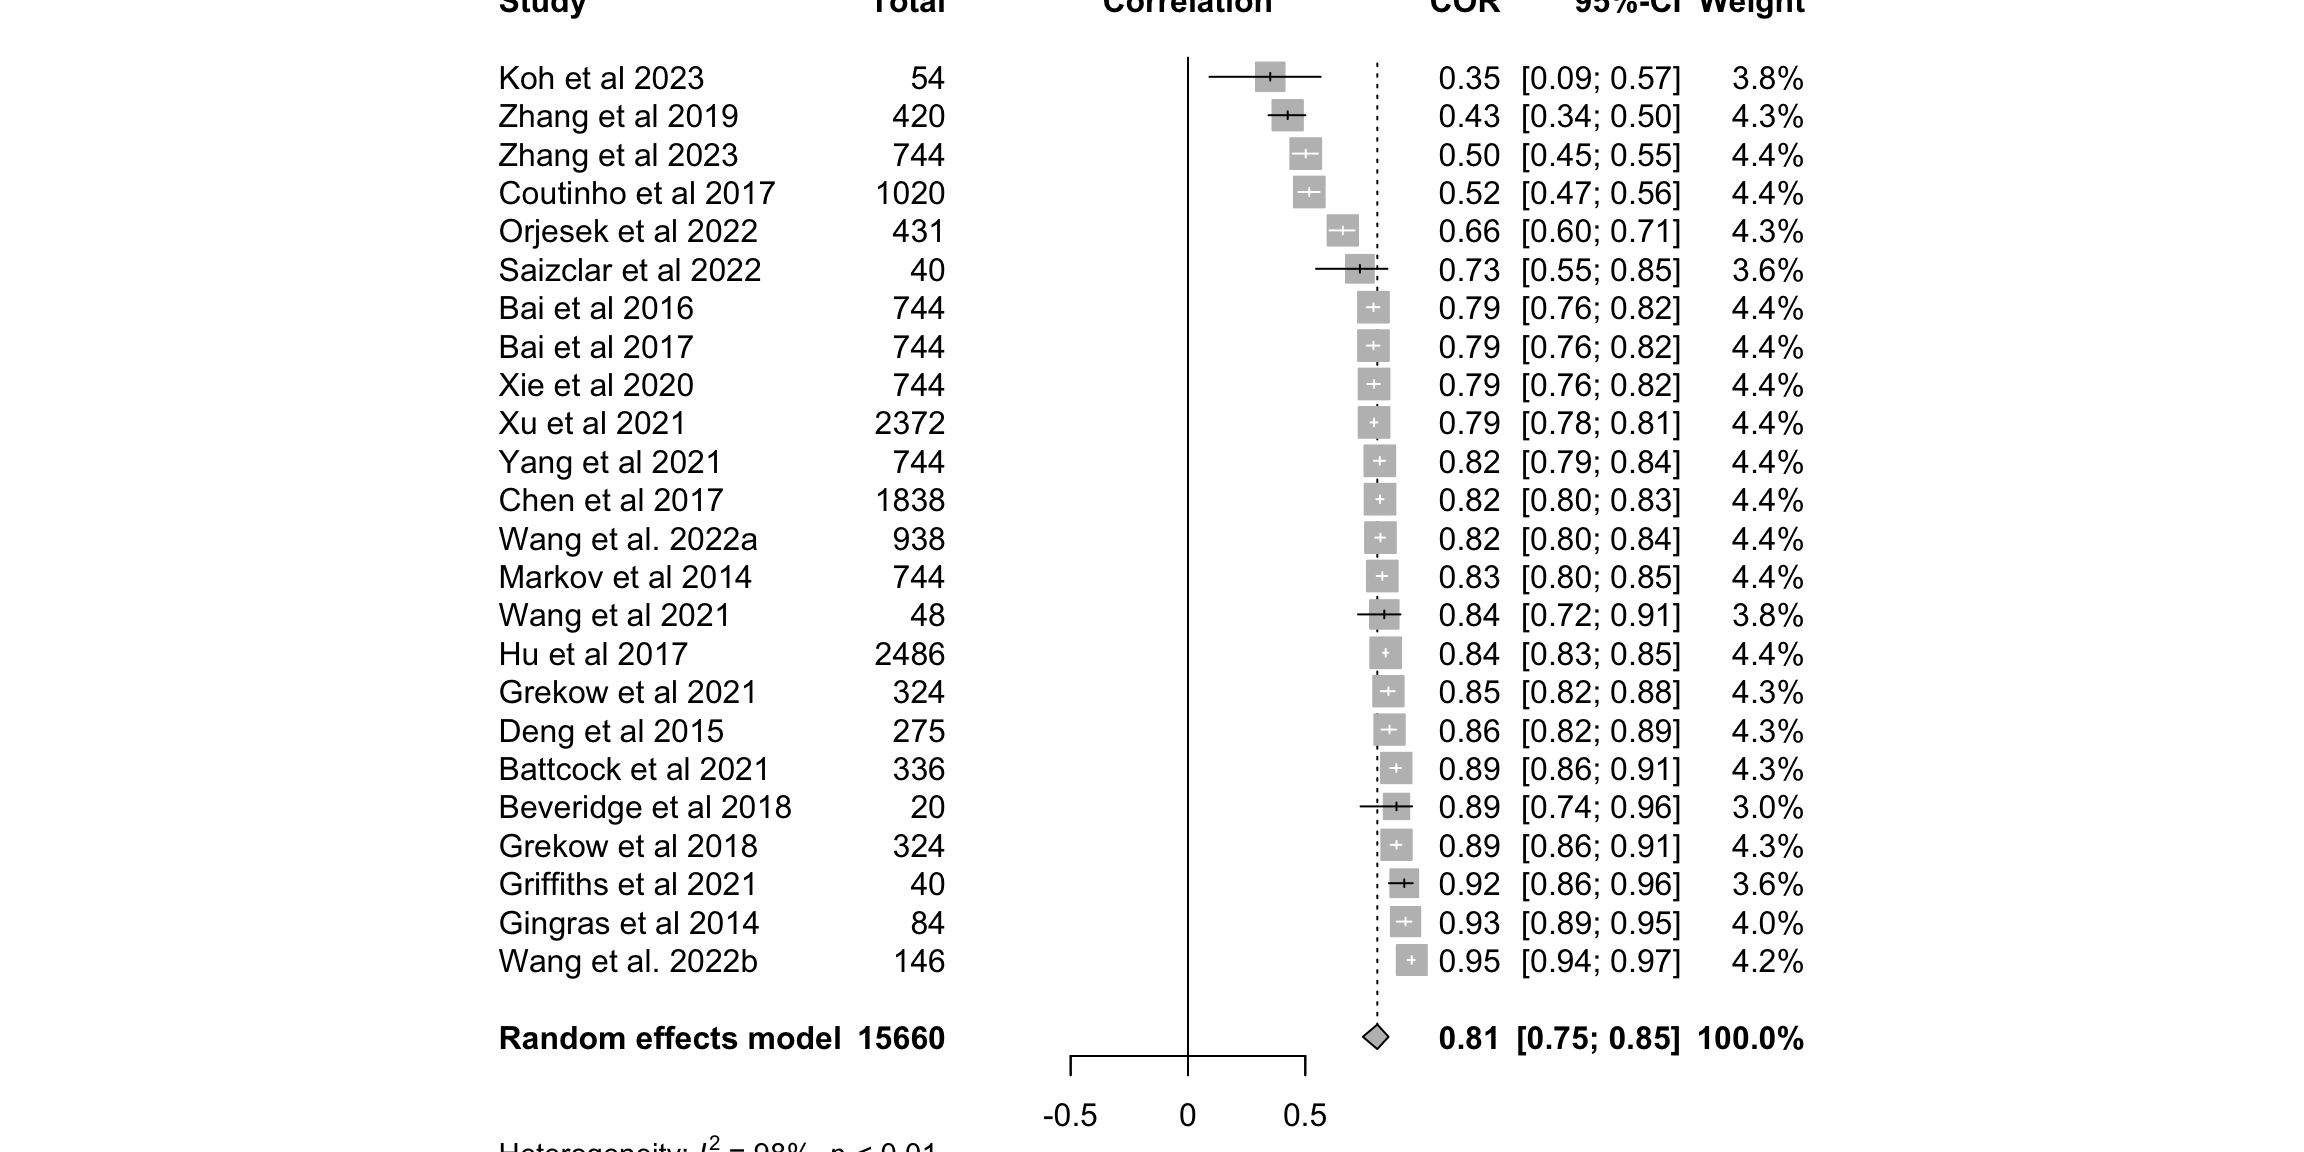 Study Total Correlation COR 95%-CI Weight
Koh et al 2023 54 0.35 [0.09; 0.57] 3.8%
Zhang et al 2019 420 0.43 [0.34; 0.50] 4.3%
Zhang et al 2023 744 0.50 [0.45; 0.55] 4.4%
Coutinho et al 2017 1020 0.52 [0.47; 0.56] 4.4%
Orjesek et al 2022 431 0.66 [0.60; 0.71] 4.3%
Saizclar et al 2022 40 0.73 [0.55; 0.85] 3.6%
Bai et al 2016 744 0.79 [0.76; 0.82] 4.4%
Bai et al 2017 744 0.79 [0.76; 0.82] 4.4%
Xie et al 2020 744 0.79 [0.76; 0.82] 4.4%
Xu et al 2021 2372 0.79 [0.78; 0.81] 4.4%
Yang et al 2021 744 0.82 [0.79; 0.84] 4.4%
Chen et al 2017 1838 0.82 [0.80; 0.83] 4.4%
Wang et al. 2022a 938 0.82 [0.80; 0.84] 4.4%
Markov et al 2014 744 0.83 [0.80; 0.85] 4.4%
Wang et al 2021 48 0.84 [0.72; 0.91] 3.8%
Hu et al 2017 2486 0.84 [0.83; 0.85] 4.4%
Grekow et al 2021 324 0.85 [0.82; 0.88] 4.3%
Deng et al 2015 275 0.86 [0.82; 0.89] 4.3%
Battcock et al 2021 336 0.89 [0.86; 0.91] 4.3%
Beveridge et al 2018 20 0.89 [0.74; 0.96] 3.0%
Grekow et al 2018 324 0.89 [0.86; 0.91] 4.3%
Griffiths et al 2021 40 0.92 [0.86; 0.96] 3.6%
Gingras et al 2014 84 0.93 [0.89; 0.95] 4.0%
Wang et al. 2022b 146 0.95 [0.94; 0.97] 4.2%
Random effects model 15660 0.81 [0.75; 0.85] 100.0%
-0.5 0 0.5
Heterogeneity: I² = 98%, p < 0.01